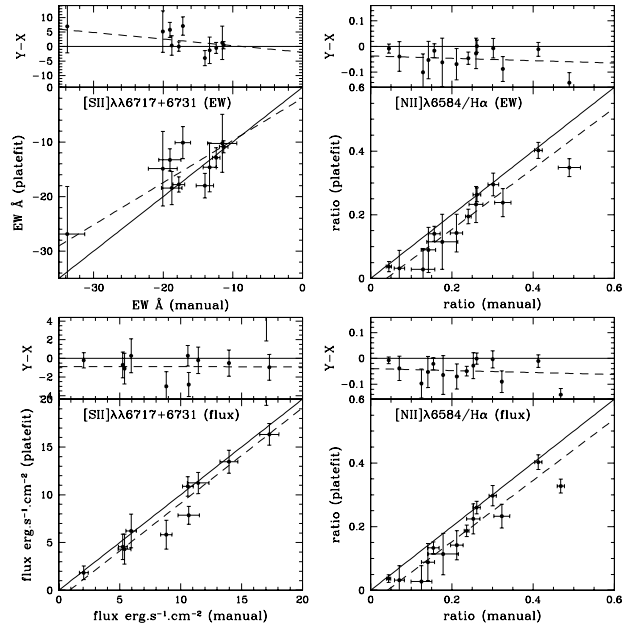 Y-X
10
5
0
-5
-10
0
Y-X
0.1
0
-0.1
0.6
[SII]λλ6717+6731 (EW)
EW Å (platefit)
-10
-20
-30
-30 -20 -10 0
EW Å (manual)
[NII]λ6584/Hα (EW)
ratio (platefit)
0.4
0.2
0
0 0.2 0.4 0.6
ratio (manual)
Y-X
4
2
0
-2
-4
20
Y-X
0.1
0
-0.1
0.6
[SII]λλ6717+6731 (flux)
flux erg.s⁻¹.cm⁻² (platefit)
15
10
5
0
0 5 10 15 20
flux erg.s⁻¹.cm⁻² (manual)
[NII]λ6584/Hα (flux)
ratio (platefit)
0.4
0.2
0
0 0.2 0.4 0.6
ratio (manual)